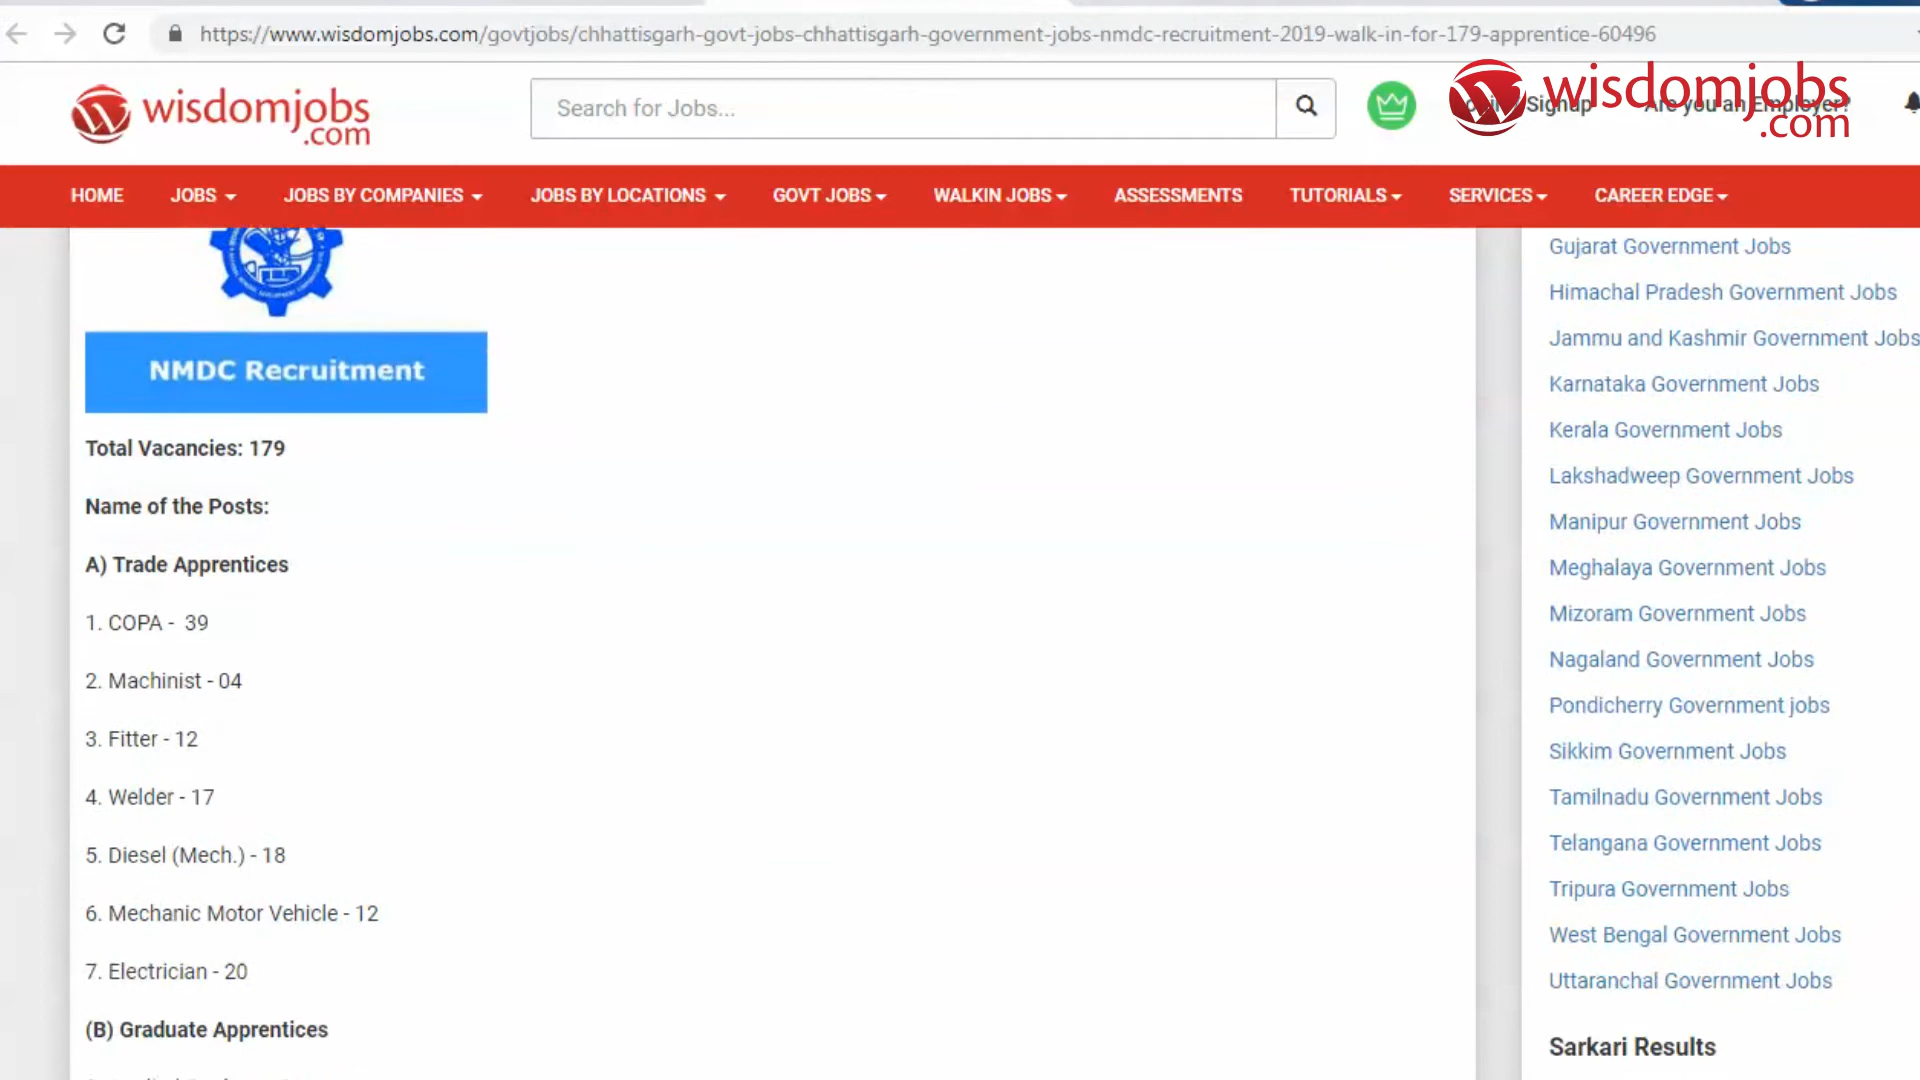 https://www.wisdomjobs.com/govtjobs/chhattisgarh-govt-jobs-chhattisgarh-government-jobs-nmdc-recruitment-2019-walk-in-for-179-apprentice-60496
wisdomjobs
.com
Search for Jobs...
Signup
Are you an Employer?
wisdomjobs
.com
HOME
JOBS
JOBS BY COMPANIES
JOBS BY LOCATIONS
GOVT JOBS
WALKIN JOBS
ASSESSMENTS
TUTORIALS
SERVICES
CAREER EDGE
NMDC Recruitment
Total Vacancies: 179
Name of the Posts:
A) Trade Apprentices
1. COPA - 39
2. Machinist - 04
3. Fitter - 12
4. Welder - 17
5. Diesel (Mech.) - 18
6. Mechanic Motor Vehicle - 12
7. Electrician - 20
(B) Graduate Apprentices
Gujarat Government Jobs
Himachal Pradesh Government Jobs
Jammu and Kashmir Government Jobs
Karnataka Government Jobs
Kerala Government Jobs
Lakshadweep Government Jobs
Manipur Government Jobs
Meghalaya Government Jobs
Mizoram Government Jobs
Nagaland Government Jobs
Pondicherry Government jobs
Sikkim Government Jobs
Tamilnadu Government Jobs
Telangana Government Jobs
Tripura Government Jobs
West Bengal Government Jobs
Uttaranchal Government Jobs
Sarkari Results